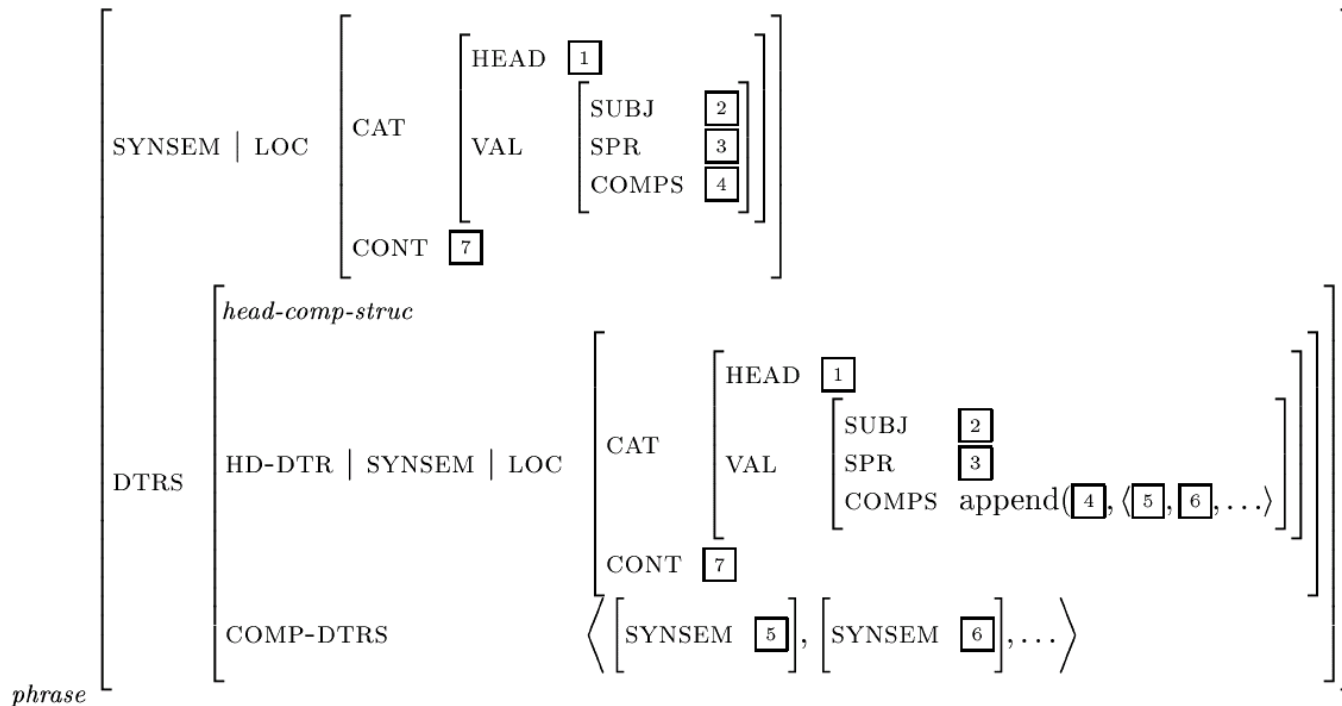 HEAD 1
SUBJ 2
CAT
SYNSEM | LOC VAL SPR 3
COMPS 4
CONT 7
head-comp-struc
HEAD 1
SUBJ 2
CAT
HD-DTR | SYNSEM | LOC VAL SPR 3
DTRS
COMPS append(4, ⟨5, 6, ...⟩
CONT 7
COMP-DTRS ⟨[SYNSEM 5], [SYNSEM 6], ...⟩
phrase